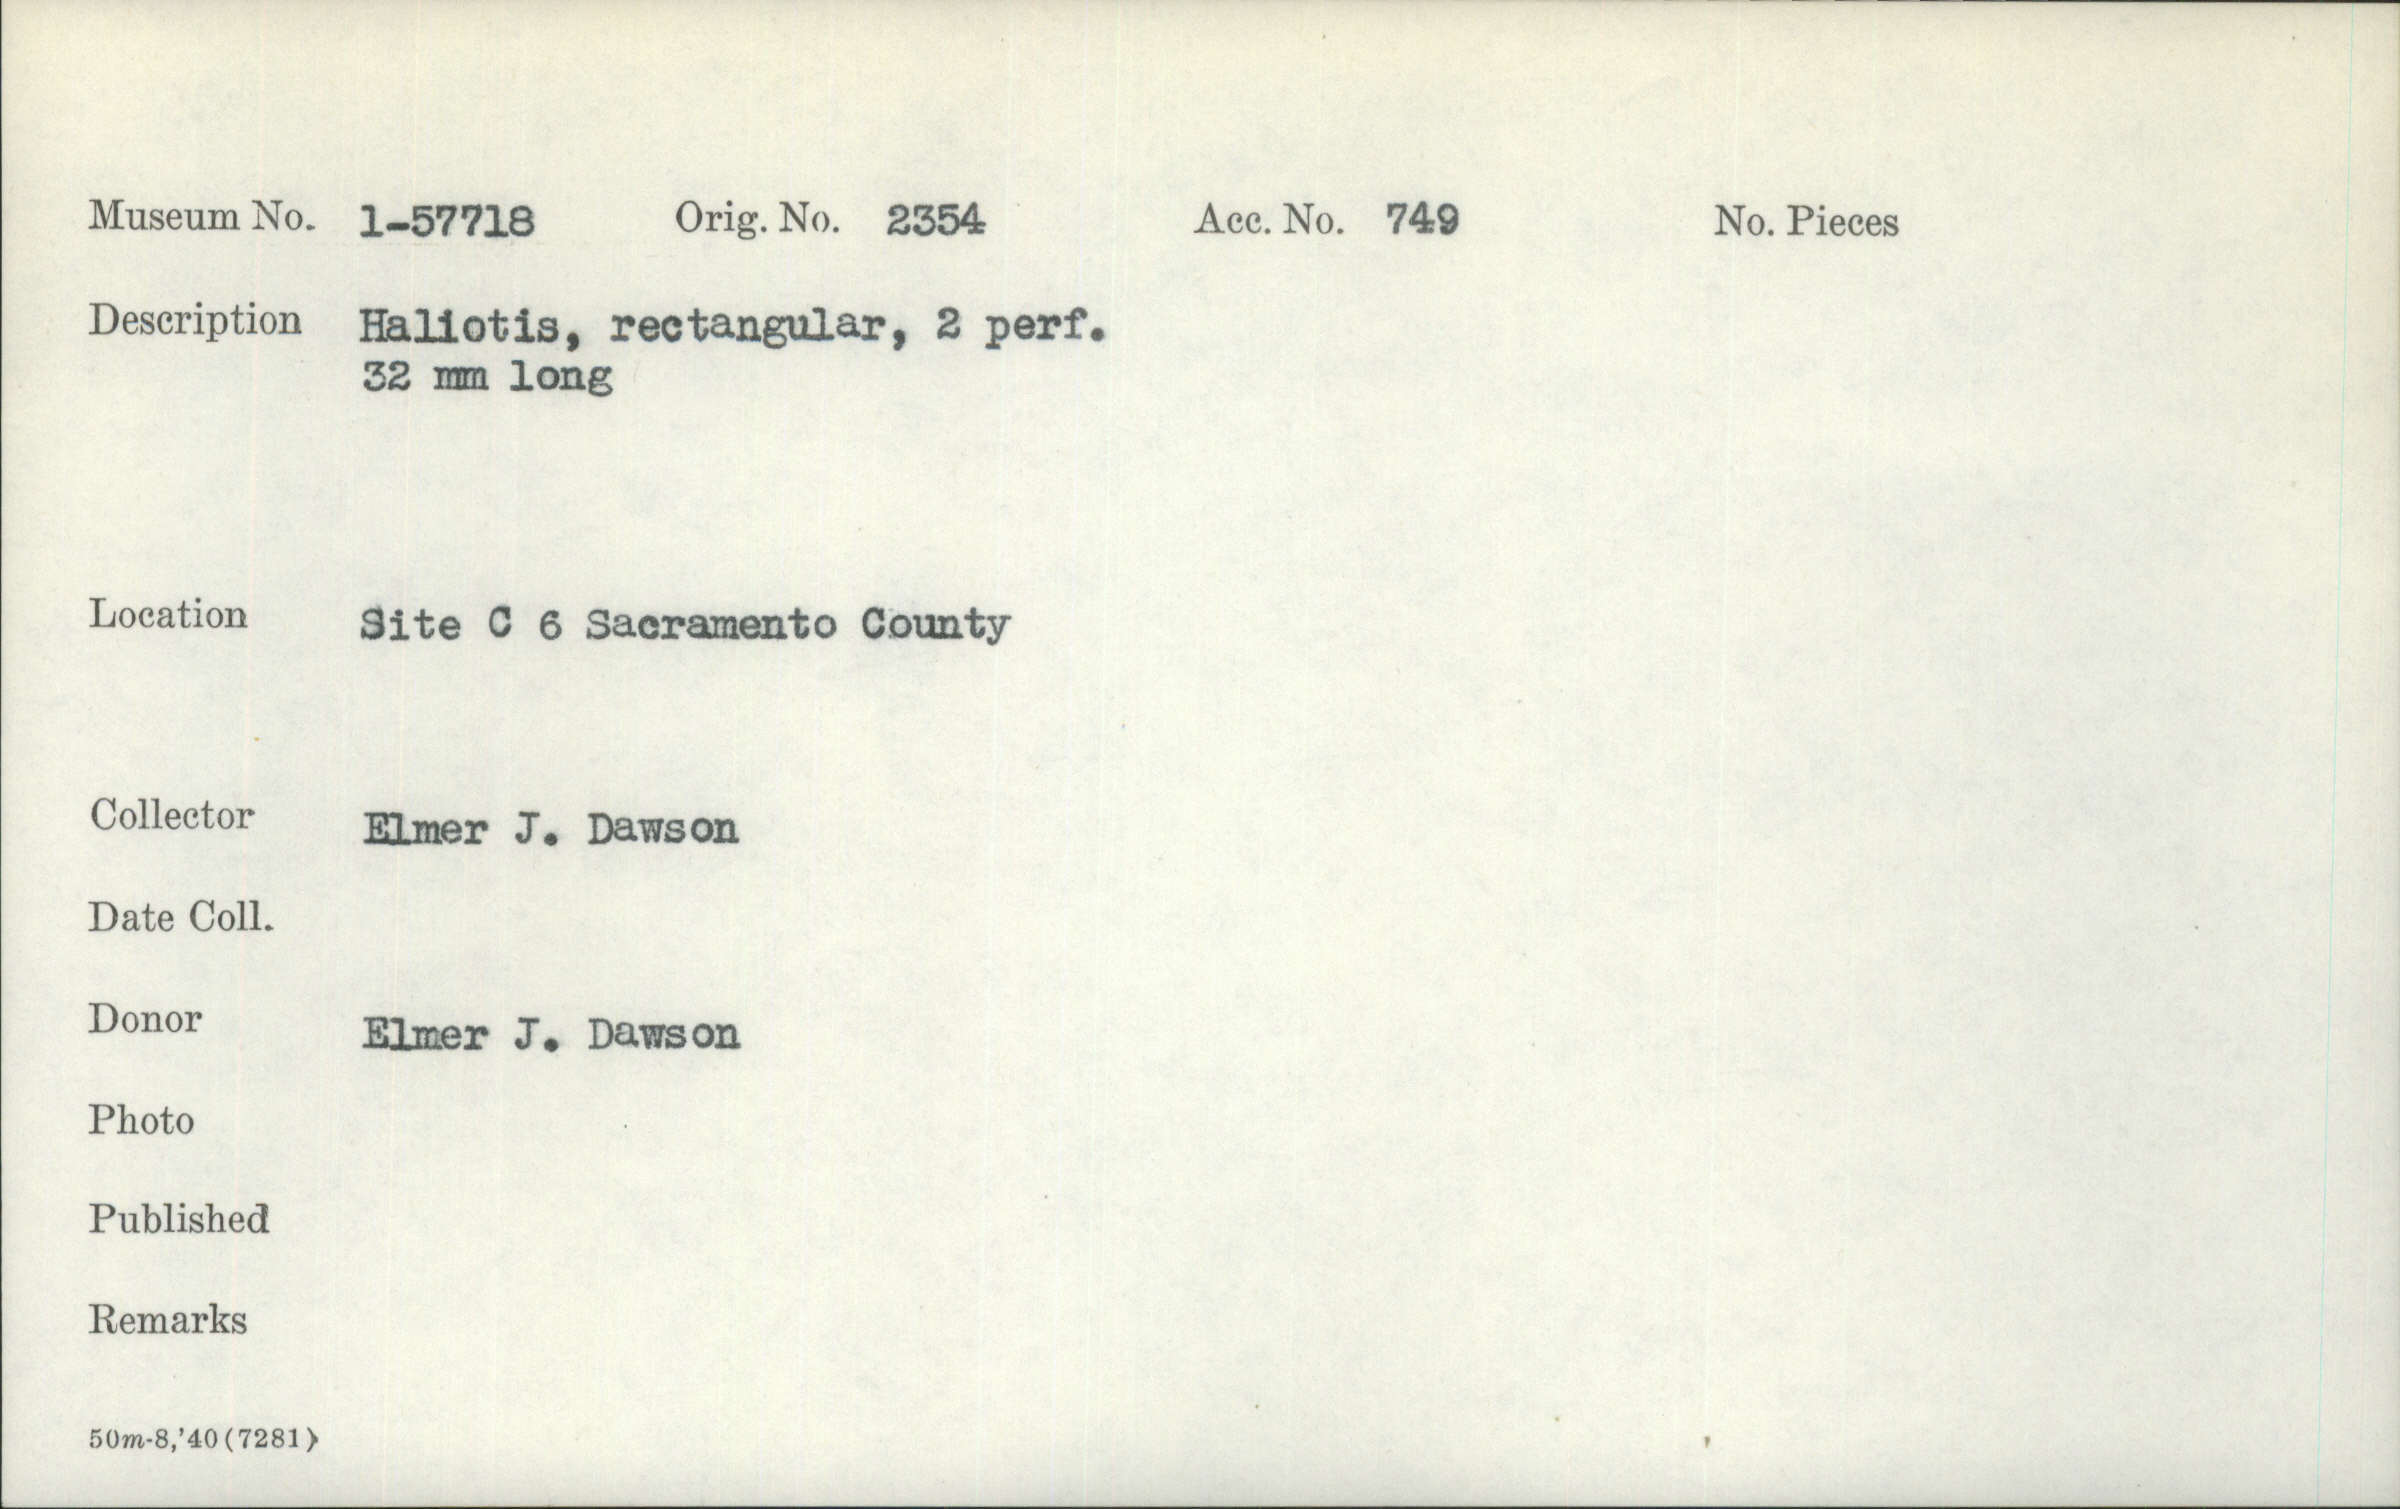 Museum No. 1-57718 Orig. No. 2354 Acc. No. 749 No. Pieces
Description Haliotis, rectangular, 2 perf.
32 mm long
Location Site C 6 Sacramento County
Collector Elmer J. Dawson
Date Coll.
Donor Elmer J. Dawson
Photo
Published
Remarks
50m-8,'40(7281)